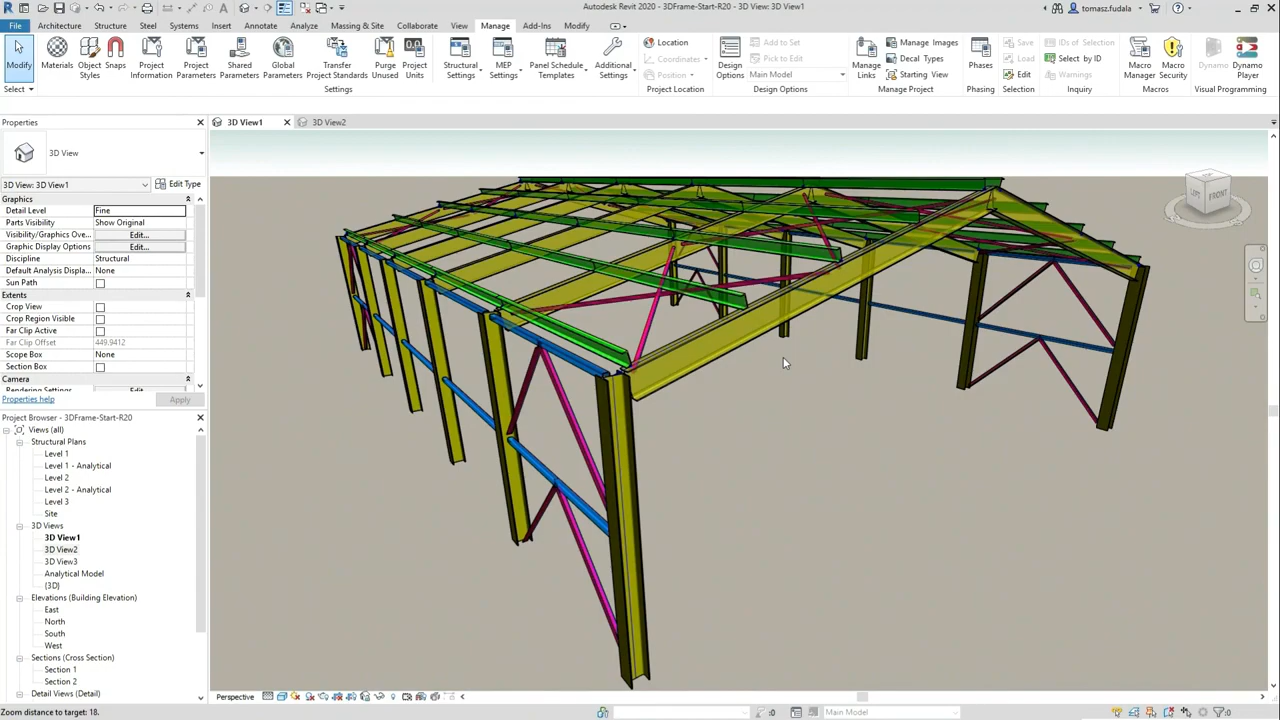 Autodesk Revit 2020 - 3DFrame-Start-R20 - 3D View: 3D View1
tomasz.fudala
File Architecture Structure Steel Systems Insert Annotate Analyze Massing & Site Collaborate View Manage Add-Ins Modify
Modify
Materials
Object Styles
Snaps
Project Information
Project Parameters
Shared Parameters
Global Parameters
Transfer Project Standards
Purge Unused
Project Units
Structural Settings
MEP Settings
Panel Schedule Templates
Additional Settings
Location
Coordinates
Position
Design Options
Add to Set
Pick to Edit
Main Model
Manage Links
Manage Images
Decal Types
Starting View
Phases
Save
Load
Edit
IDs of Selection
Select by ID
Warnings
Macro Manager
Macro Security
Dynamo
Dynamo Player
Select
Settings
Project Location
Design Options
Manage Project
Phasing
Selection
Inquiry
Macros
Visual Programming
Properties
3D View
3D View: 3D View1
Edit Type
Graphics
Detail Level Fine
Parts Visibility Show Original
Visibility/Graphics Ove... Edit...
Graphic Display Options Edit...
Discipline Structural
Default Analysis Displa... None
Sun Path
Extents
Crop View
Crop Region Visible
Far Clip Active
Far Clip Offset 449.9412
Scope Box None
Section Box
Camera
Rendering Settings Edit...
Properties help
Apply
Project Browser - 3DFrame-Start-R20
Views (all)
Structural Plans
Level 1
Level 1 - Analytical
Level 2
Level 2 - Analytical
Level 3
Site
3D Views
3D View1
3D View2
3D View3
Analytical Model
{3D}
Elevations (Building Elevation)
East
North
South
West
Sections (Cross Section)
Section 1
Section 2
Detail Views (Detail)
3D View1
3D View2
LEFT FRONT
Perspective
Zoom distance to target: 18.
:0
Main Model
:0